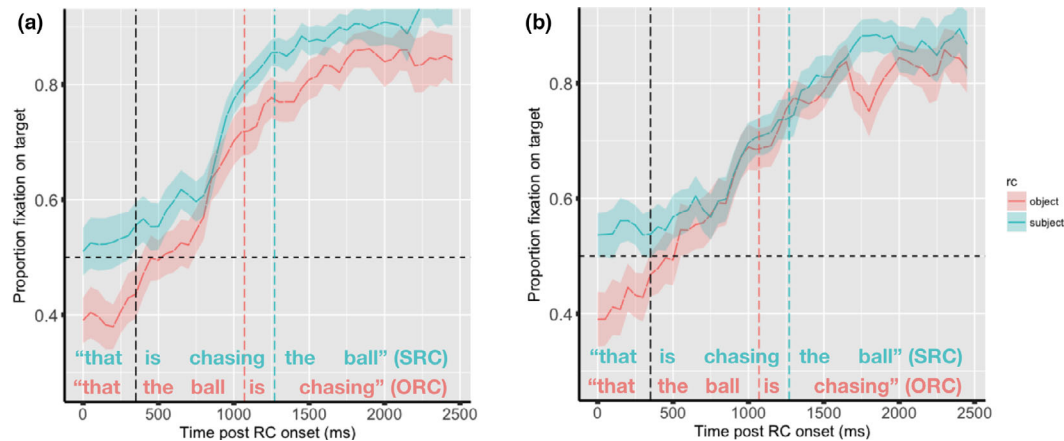 (a)
Proportion fixation on target
0.8
0.6
0.4
“that is chasing the ball” (SRC)
“that the ball is chasing” (ORC)
0 500 1000 1500 2000 2500
Time post RC onset (ms)
(b)
Proportion fixation on target
0.8
0.6
0.4
“that is chasing the ball” (SRC)
“that the ball is chasing” (ORC)
0 500 1000 1500 2000 2500
Time post RC onset (ms)
rc
object
subject